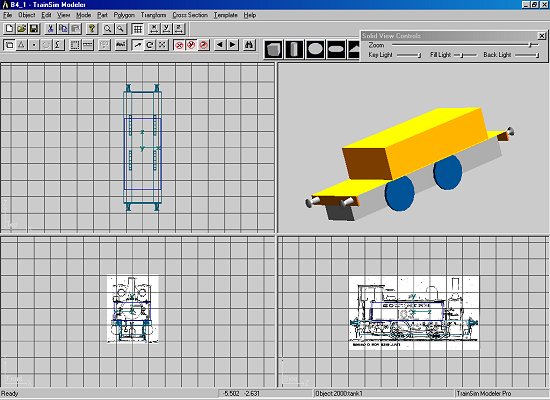 B4_1 - TrainSim Modeler
File Object Edit View Mode Part Polygon Transform Cross Section Template Help
Solid View Controls
Zoom
Key Light Fill Light Back Light
z
y
SOUTHERN
Ready -5.502 -2.631 Object 2000:tank1 TrainSim Modeler Pro